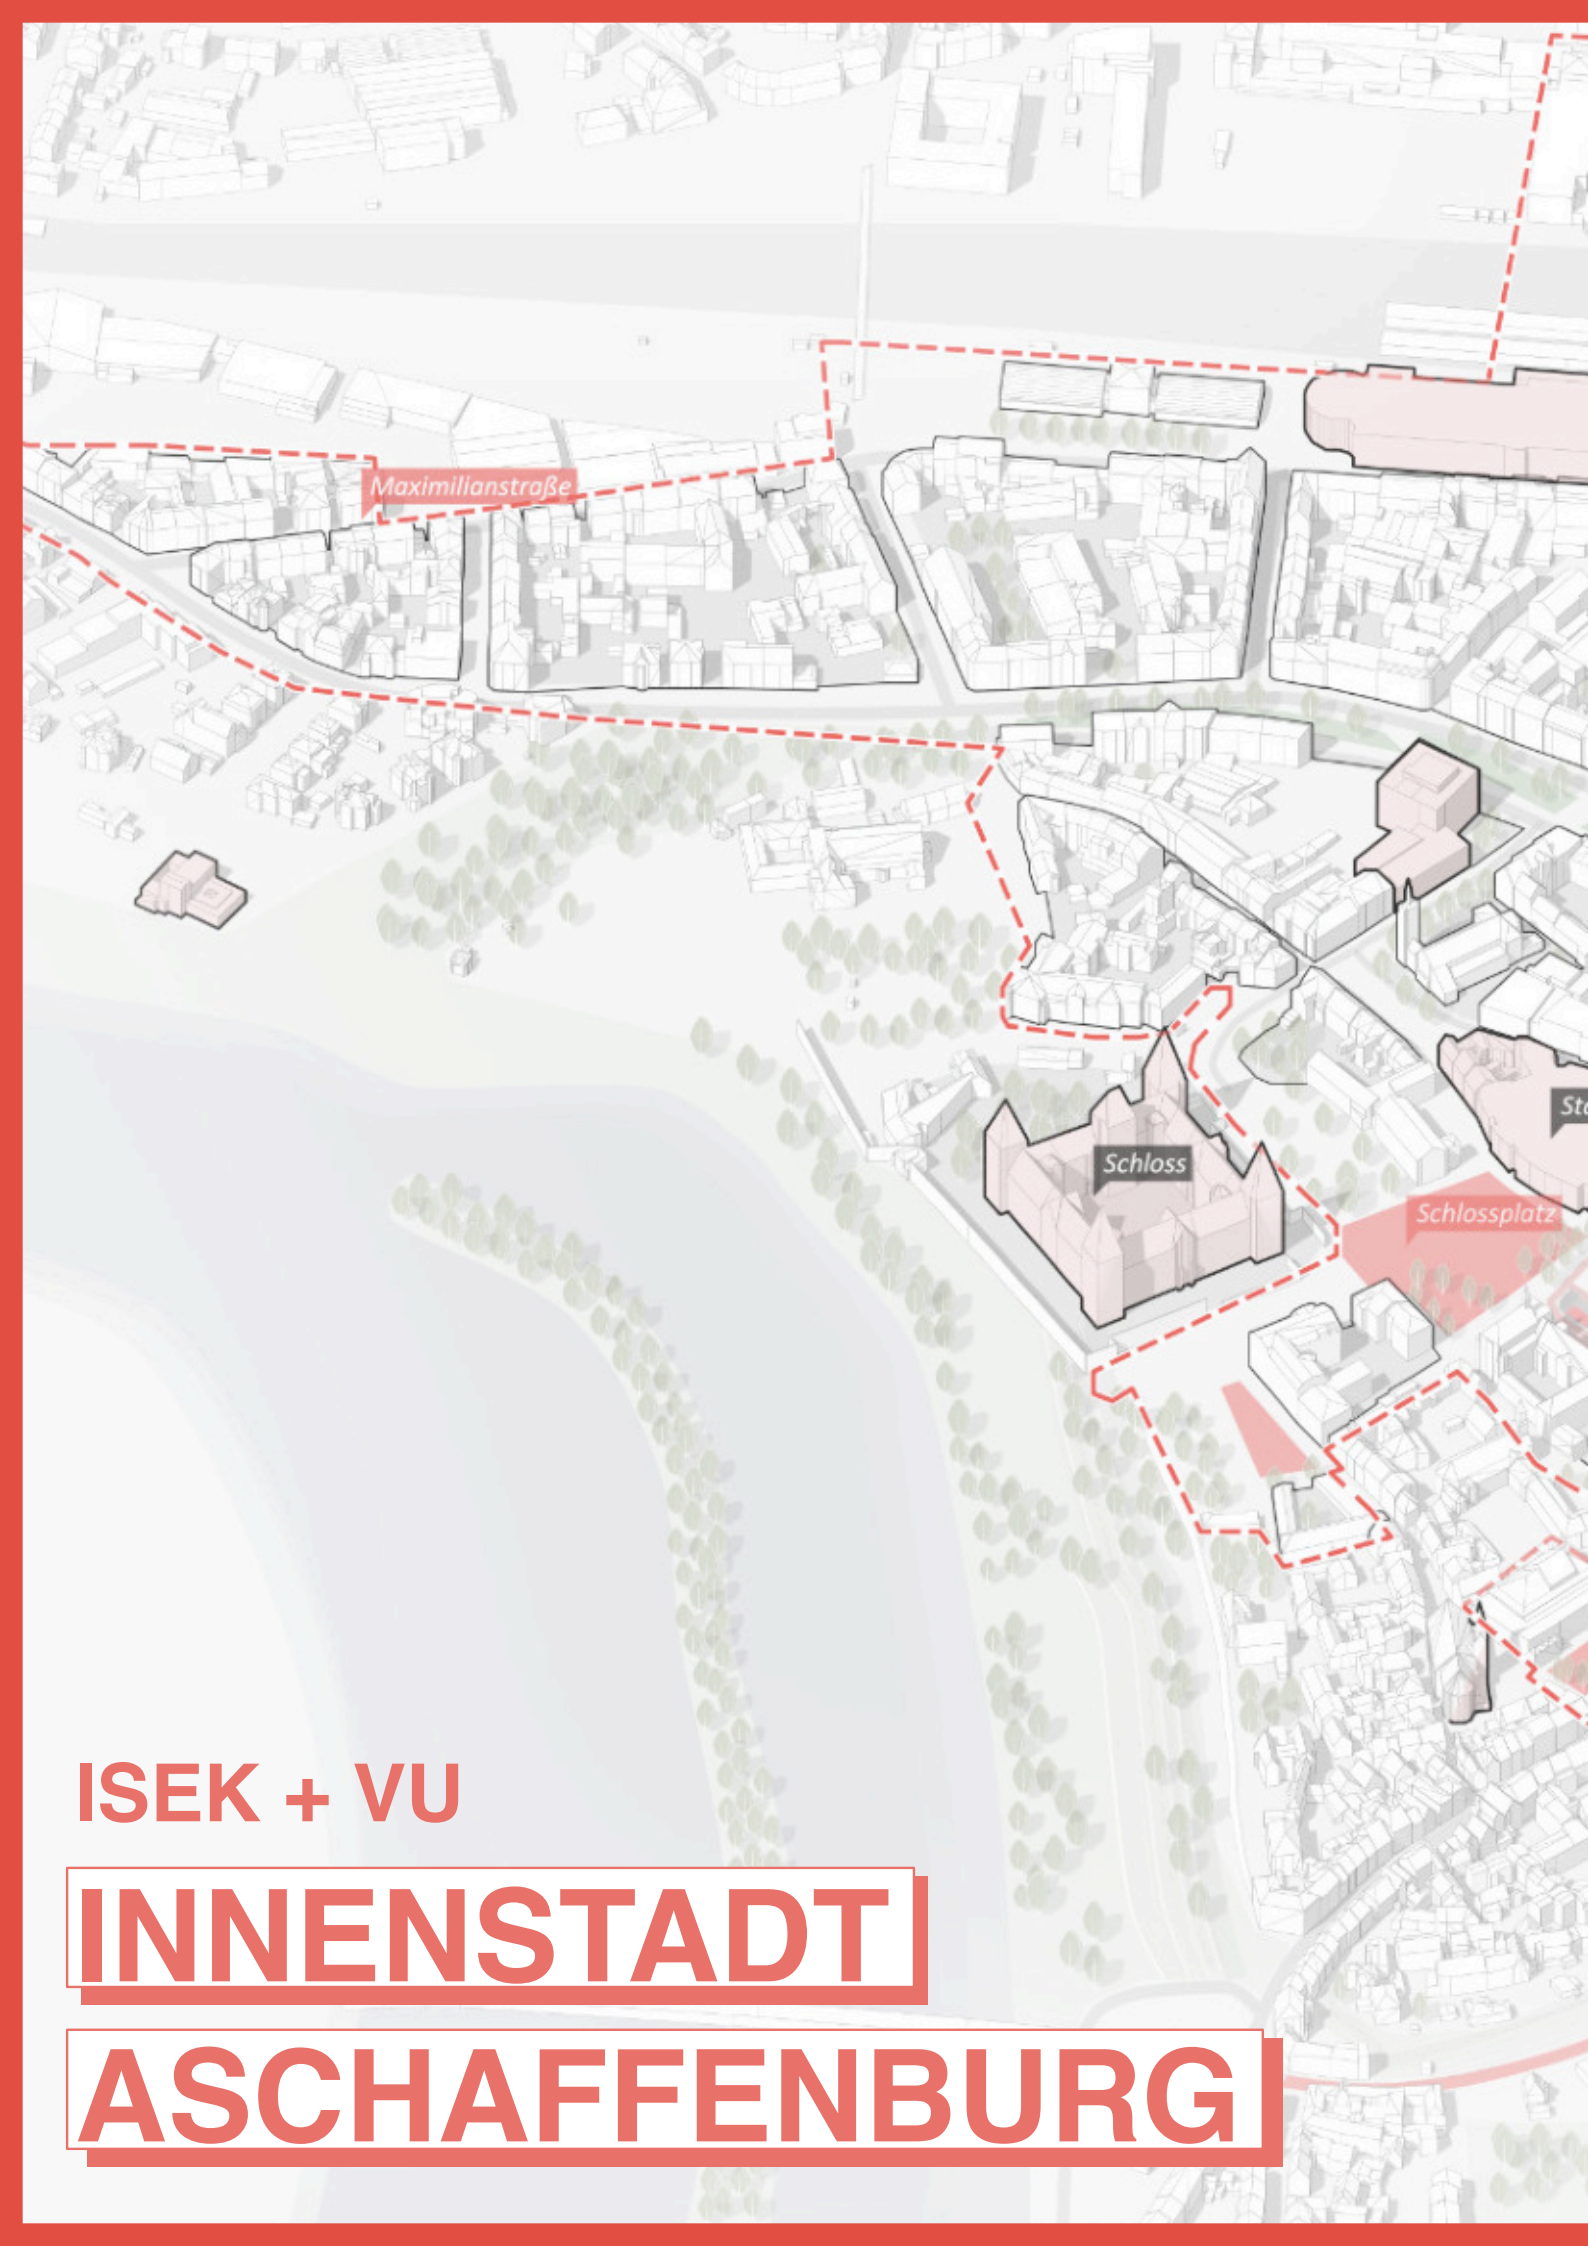 Maximilianstraße
Schloss
Schlossplatz
ISEK + VU
INNENSTADT
ASCHAFFENBURG